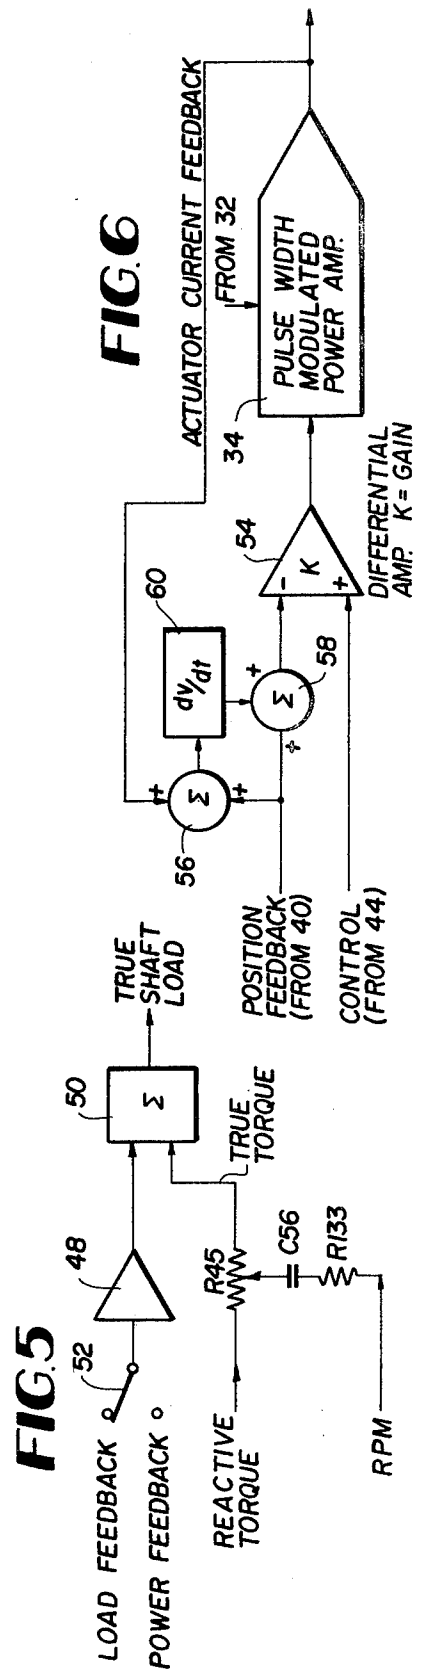 FIG.5
LOAD FEEDBACK
POWER FEEDBACK
52
48
50
Σ
TRUE
SHAFT
LOAD
REACTIVE
TORQUE
R45
TRUE
TORQUE
C56
R133
RPM
FIG.6
ACTUATOR CURRENT FEEDBACK
56
Σ
+
+
60
dv/dt
POSITION
FEEDBACK
(FROM 40)
+
+
Σ
58
CONTROL
(FROM 44)
54
-
K
+
DIFFERENTIAL
AMP. K = GAIN
34
FROM 32
PULSE WIDTH
MODULATED
POWER AMP.